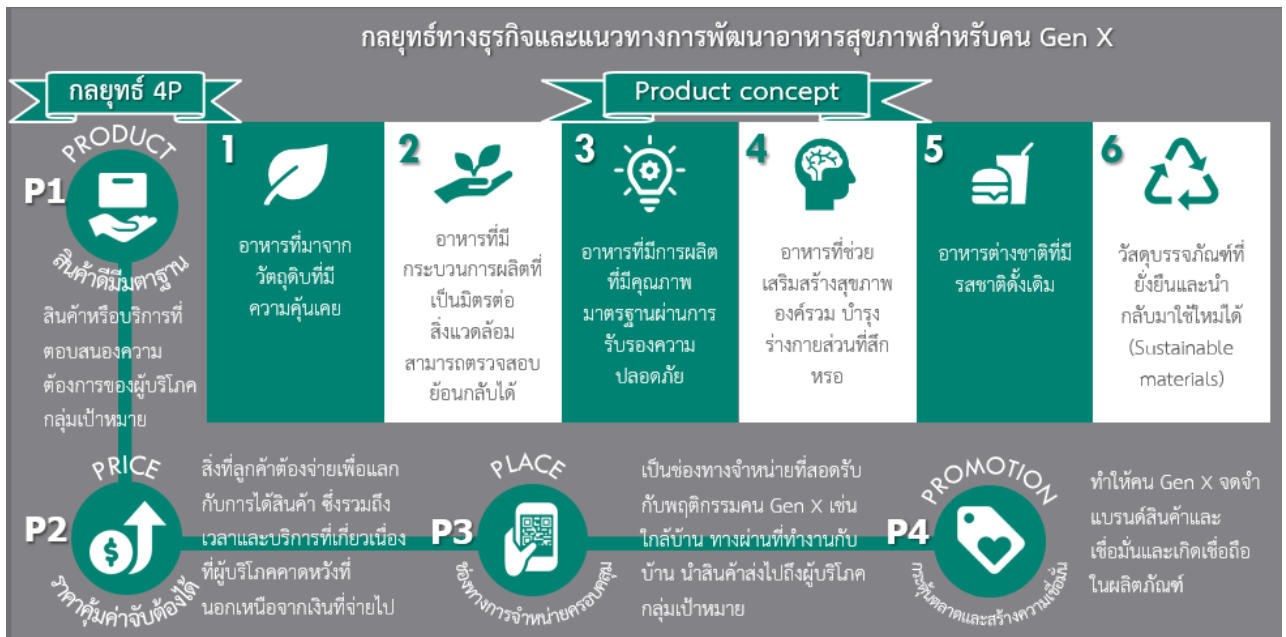 กลยุทธ์ทางธุรกิจและแนวทางการพัฒนาอาหารสุขภาพสำหรับคน Gen X
กลยุทธ์ 4P
Product concept
PRODUCT
P1
สินค้าดีมีมตาฐาน
สินค้าหรือบริการที่
ตอบสนองความ
ต้องการของผู้บริโภค
กลุ่มเป้าหมาย
1
อาหารที่มาจาก
วัตถุดิบที่มี
ความคุ้นเคย
2
อาหารที่มี
กระบวนการผลิตที่
เป็นมิตรต่อ
สิ่งแวดล้อม
สามารถตรวจสอบ
ย้อนกลับได้
3
อาหารที่มีการผลิต
ที่มีคุณภาพ
มาตรฐานผ่านการ
รับรองความ
ปลอดภัย
4
อาหารที่ช่วย
เสริมสร้างสุขภาพ
องค์รวม บำรุง
ร่างกายส่วนที่สึก
หรอ
5
อาหารต่างชาติที่มี
รสชาติดั้งเดิม
6
วัสดุบรรจุภัณฑ์ที่
ยั่งยืนและนำ
กลับมาใช้ใหม่ได้
(Sustainable
materials)
PRICE
P2
ราคาคุ้มค่าจับต้องได้
สิ่งที่ลูกค้าต้องจ่ายเพื่อแลก
กับการได้สินค้า ซึ่งรวมถึง
เวลาและบริการที่เกี่ยวเนื่อง
ที่ผู้บริโภคาดหวังที่
นอกเหนือจากเงินที่จ่ายไป
PLACE
P3
ช่องทางการจำหน่ายครอบคลุม
เป็นช่องทางจำหน่ายที่สอดรับ
กับพฤติกรรมคน Gen X เช่น
ใกล้บ้าน ทางผ่านที่ทำงานกับ
บ้าน นำสินค้าส่งไปถึงผู้บริโภค
กลุ่มเป้าหมาย
PROMOTION
P4
กระตุ้นตลาดและสร้างความเชื่อมั่น
ทำให้คน Gen X จดจำ
แบรนด์สินค้าและ
เชื่อมั่นและเกิดเชื่อถือ
ในผลิตภัณฑ์